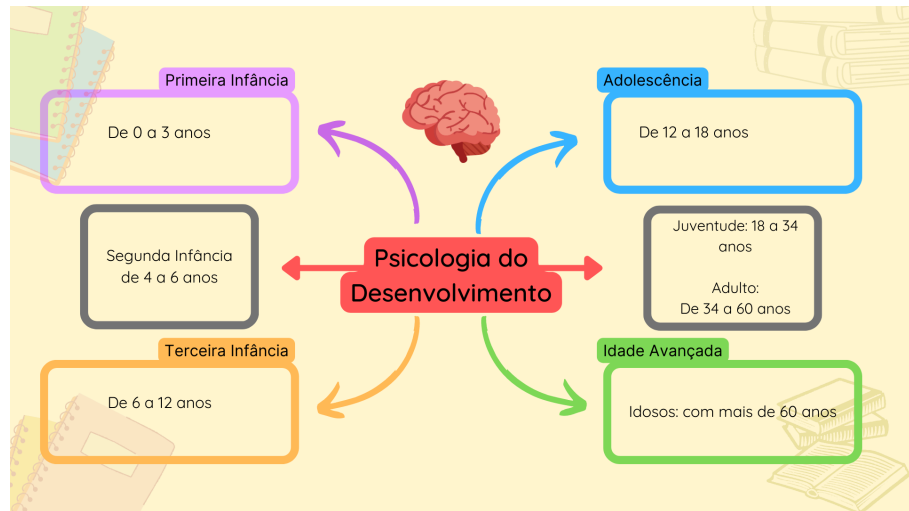 Primeira Infância
De 0 a 3 anos
Segunda Infância
de 4 a 6 anos
Terceira Infância
De 6 a 12 anos
Psicologia do
Desenvolvimento
Adolescência
De 12 a 18 anos
Juventude: 18 a 34
anos
Adulto:
De 34 a 60 anos
Idade Avançada
Idosos: com mais de 60 anos